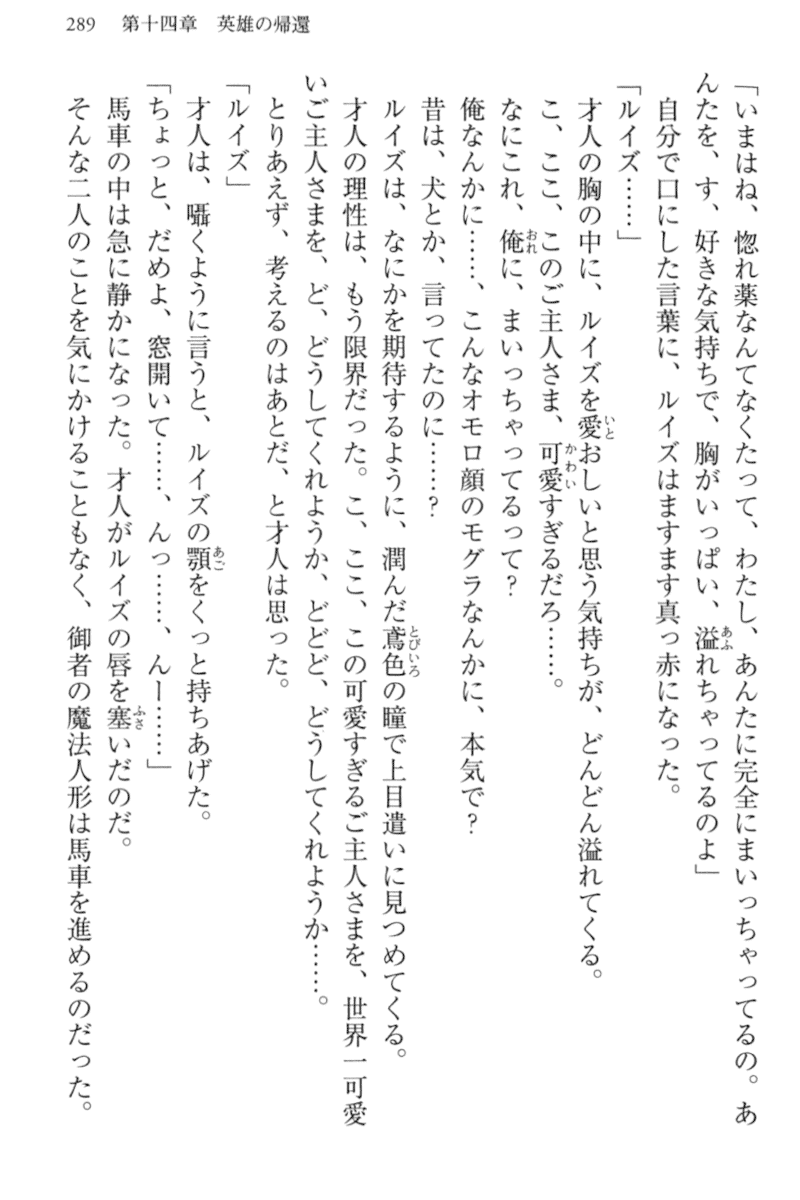 289　第十四章　英雄の帰還
「いまはね、惚れ薬なんてなくたって、わたし、あんたに完全にまいっちゃってるの。あ
んたを、す、好きな気持ちで、胸がいっぱい、溢れちゃってるのよ」
自分で口にした言葉に、ルイズはますます真っ赤になった。
「ルイズ……」
才人の胸の中に、ルイズを愛おしいと思う気持ちが、どんどん溢れてくる。
こ、ここ、このご主人さま、可愛すぎるだろ……。
なにこれ、俺に、まいっちゃってるって？
俺なんかに……、こんなオモロ顔のモグラなんかに、本気で？
昔は、犬とか、言ってたのに……？
ルイズは、なにかを期待するように、潤んだ鳶色の瞳で上目遣いに見つめてくる。
才人の理性は、もう限界だった。こ、ここ、この可愛すぎるご主人さまを、世界一可愛
いご主人さまを、ど、どうしてくれようか、どどど、どうしてくれようか……。
とりあえず、考えるのはあとだ、と才人は思った。
「ルイズ」
才人は、囁くように言うと、ルイズの顎をくっと持ちあげた。
「ちょっと、だめよ、窓開いて……、んっ……、んー……」
馬車の中は急に静かになった。才人がルイズの唇を塞いだのだ。
そんな二人のことを気にかけることもなく、御者の魔法人形は馬車を進めるのだった。